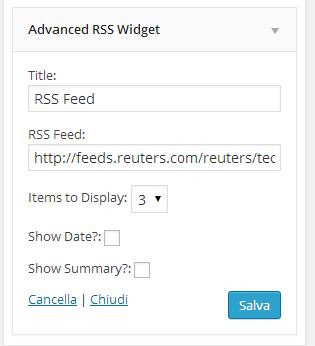 Advanced RSS Widget
Title:
RSS Feed
RSS Feed:
http://feeds.reuters.com/reuters/tec
Items to Display: 3
Show Date?:
Show Summary?:
Cancella | Chiudi Salva